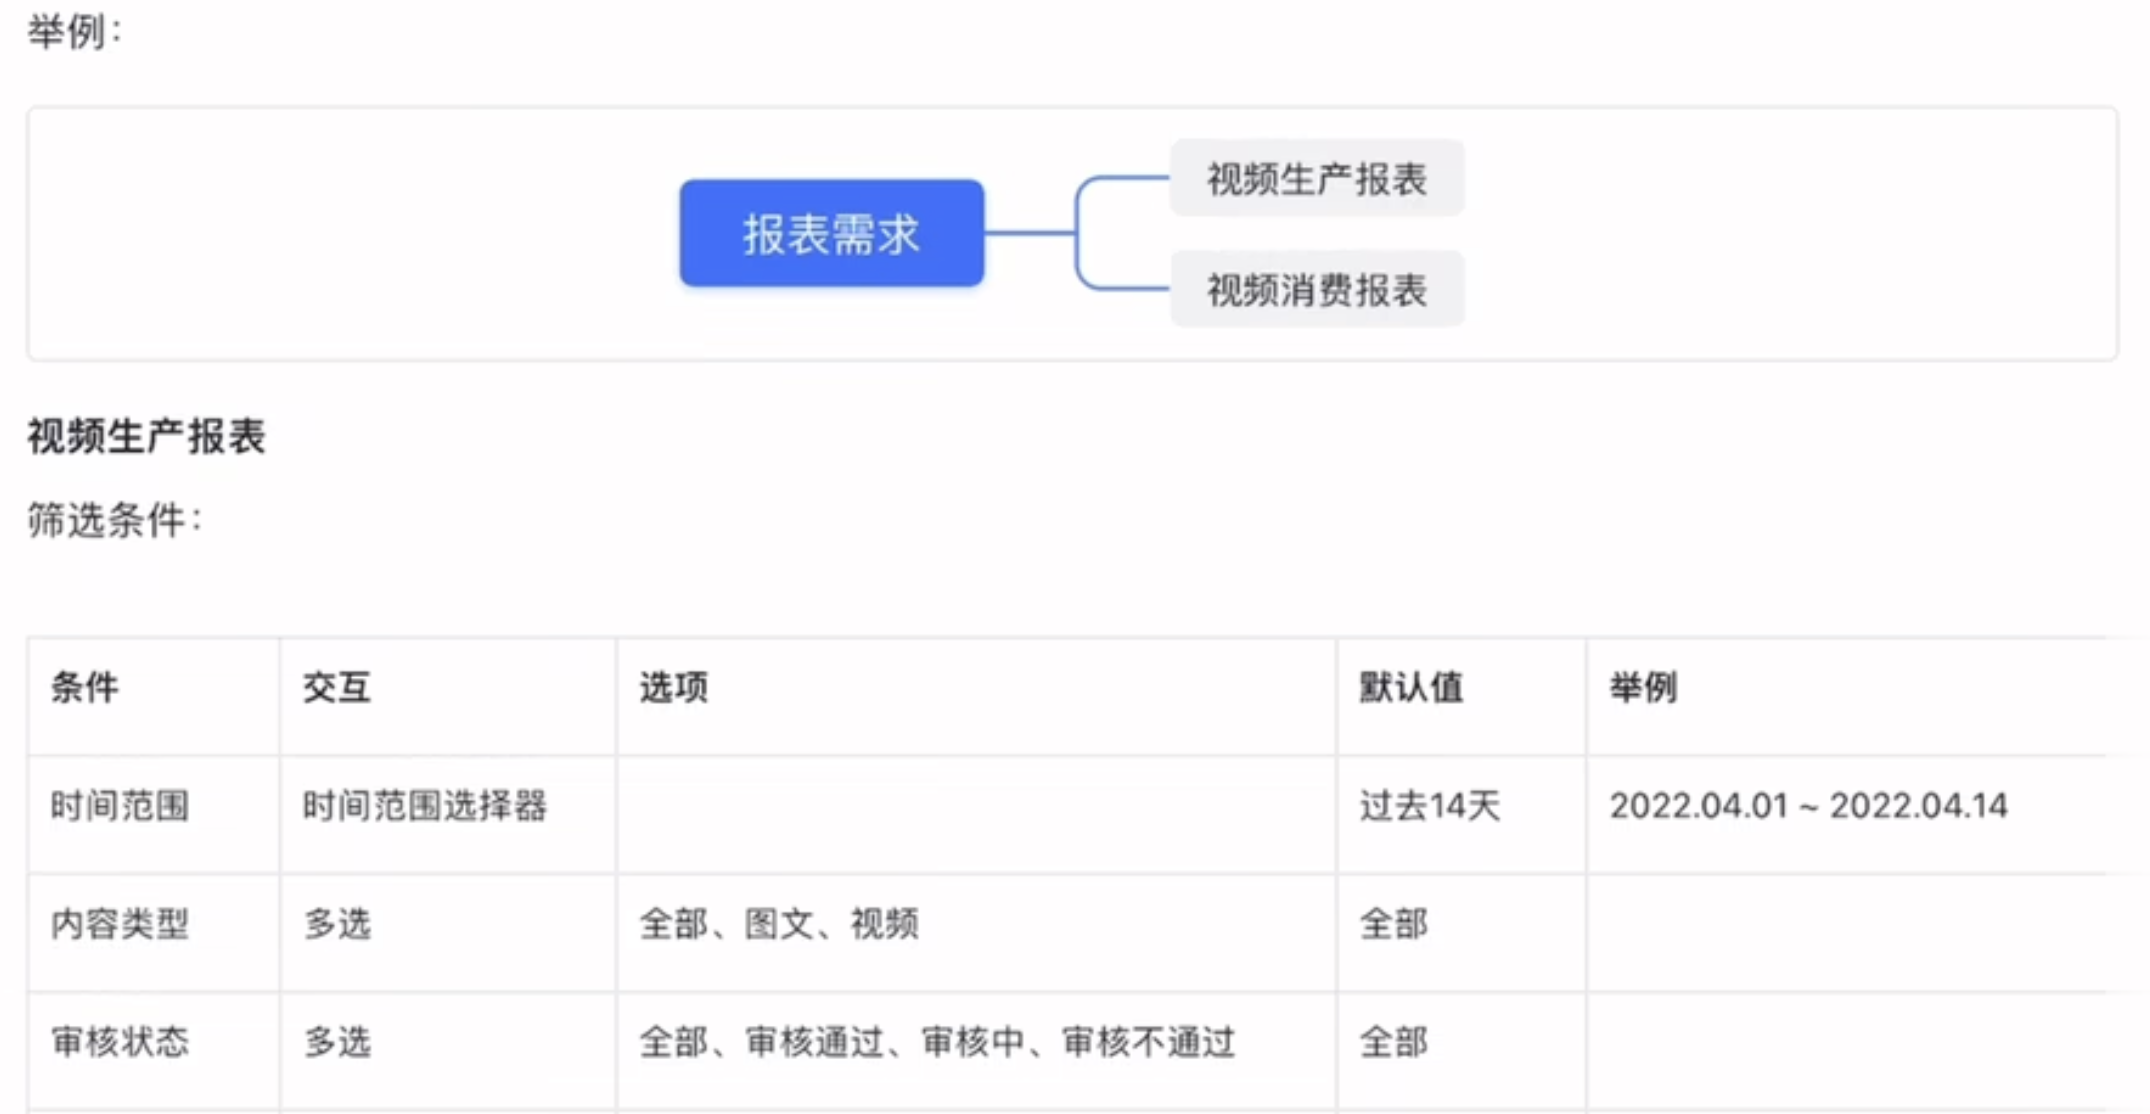 举例：
报表需求
视频生产报表
视频消费报表
视频生产报表
筛选条件：
条件 交互 选项 默认值 举例
时间范围 时间范围选择器 过去14天 2022.04.01 ~ 2022.04.14
内容类型 多选 全部、图文、视频 全部
审核状态 多选 全部、审核通过、审核中、审核不通过 全部